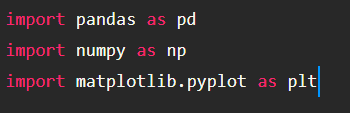 import pandas as pd
import numpy as np
import matplotlib.pyplot as plt